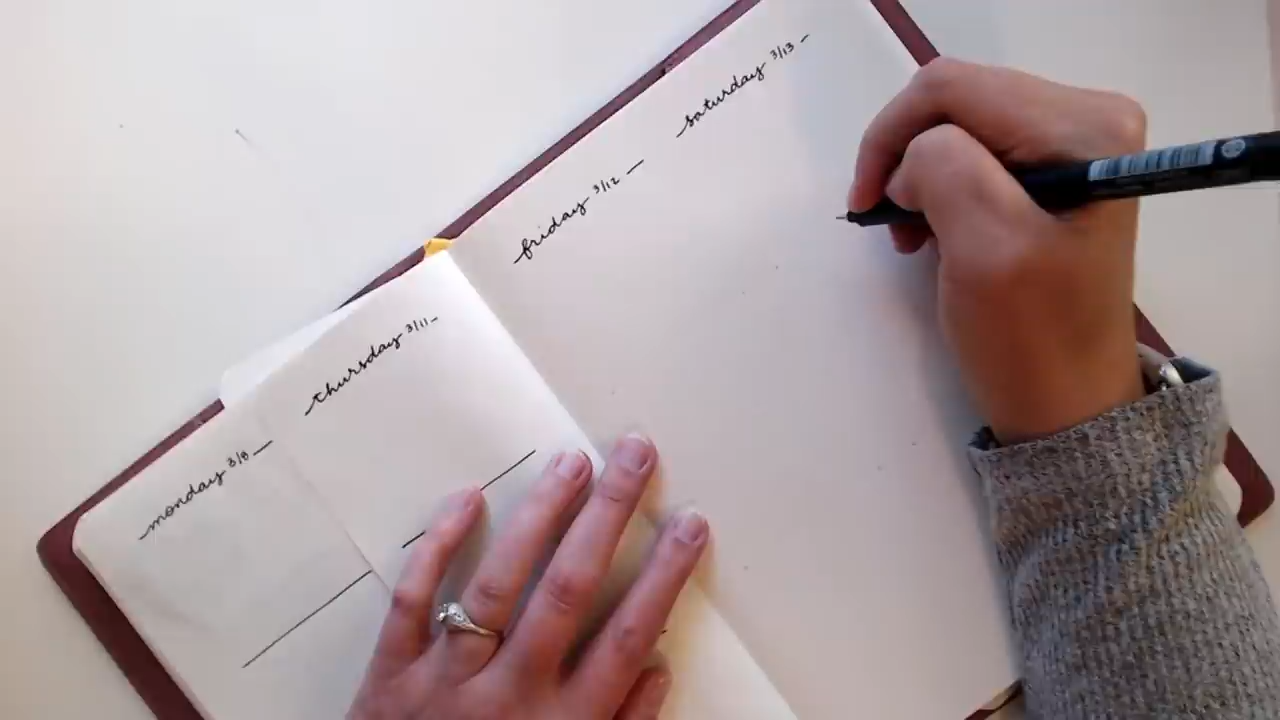 monday 3/8
thursday 3/11
friday 3/12
saturday 3/13